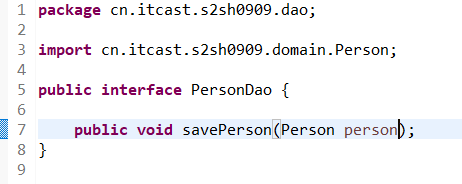 1 package cn.itcast.s2sh0909.dao;
2
3 import cn.itcast.s2sh0909.domain.Person;
4
5 public interface PersonDao {
6
7     public void savePerson(Person person);
8 }
9